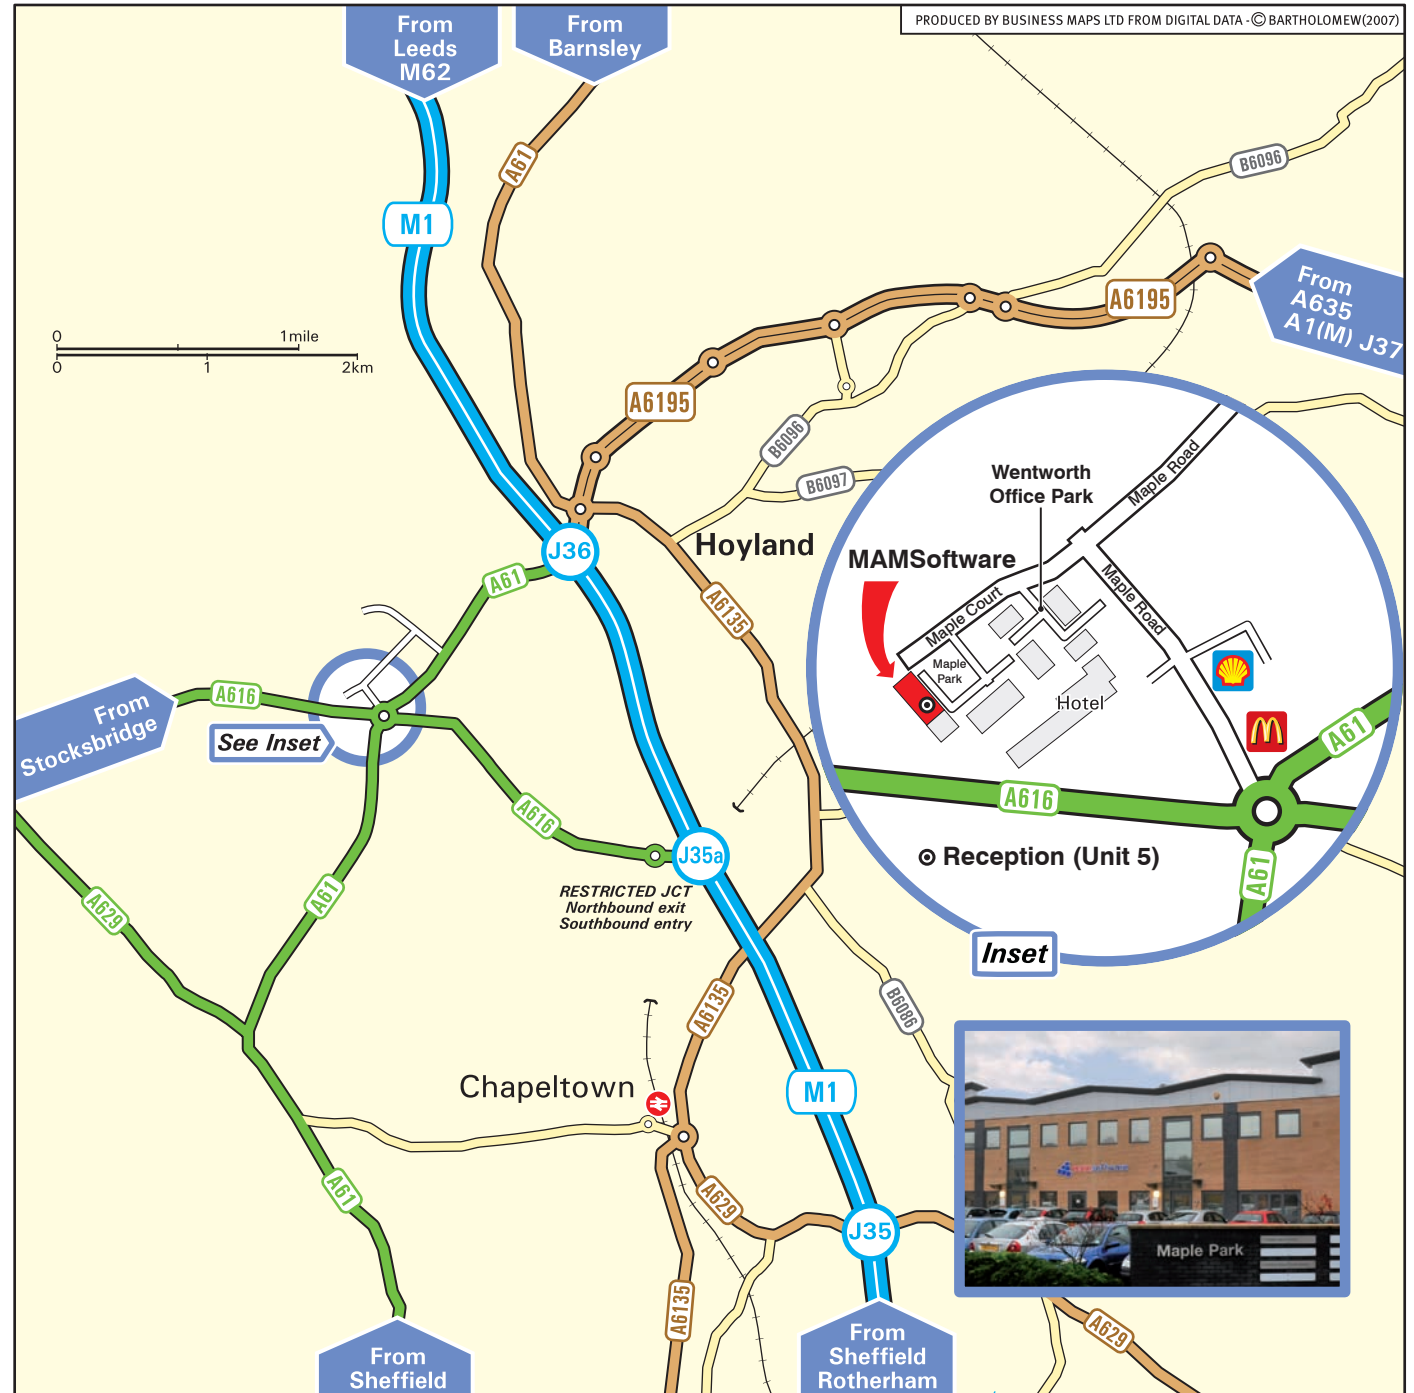 PRODUCED BY BUSINESS MAPS LTD FROM DIGITAL DATA - © BARTHOLOMEW(2007)
From
Leeds
M62
From
Barnsley
A61
B6096
M1
From
A635
A1(M) J37
A6195
0
1mile
0
1
2km
A6195
B6096
B6097
Maple Road
Wentworth
Office Park
Hoyland
J36
MAMSoftware
A61
A6135
Maple Court
Maple Road
Maple
Park
Hotel
A616
From
Stocksbridge
See Inset
A61
A616
A616
J35a
Reception (Unit 5)
A61
RESTRICTED JCT
Northbound exit
Southbound entry
A61
A629
Inset
A6135
B6086
Chapeltown
M1
A61
A629
J35
Maple Park
A6135
A629
From
Sheffield
From
Sheffield
Rotherham